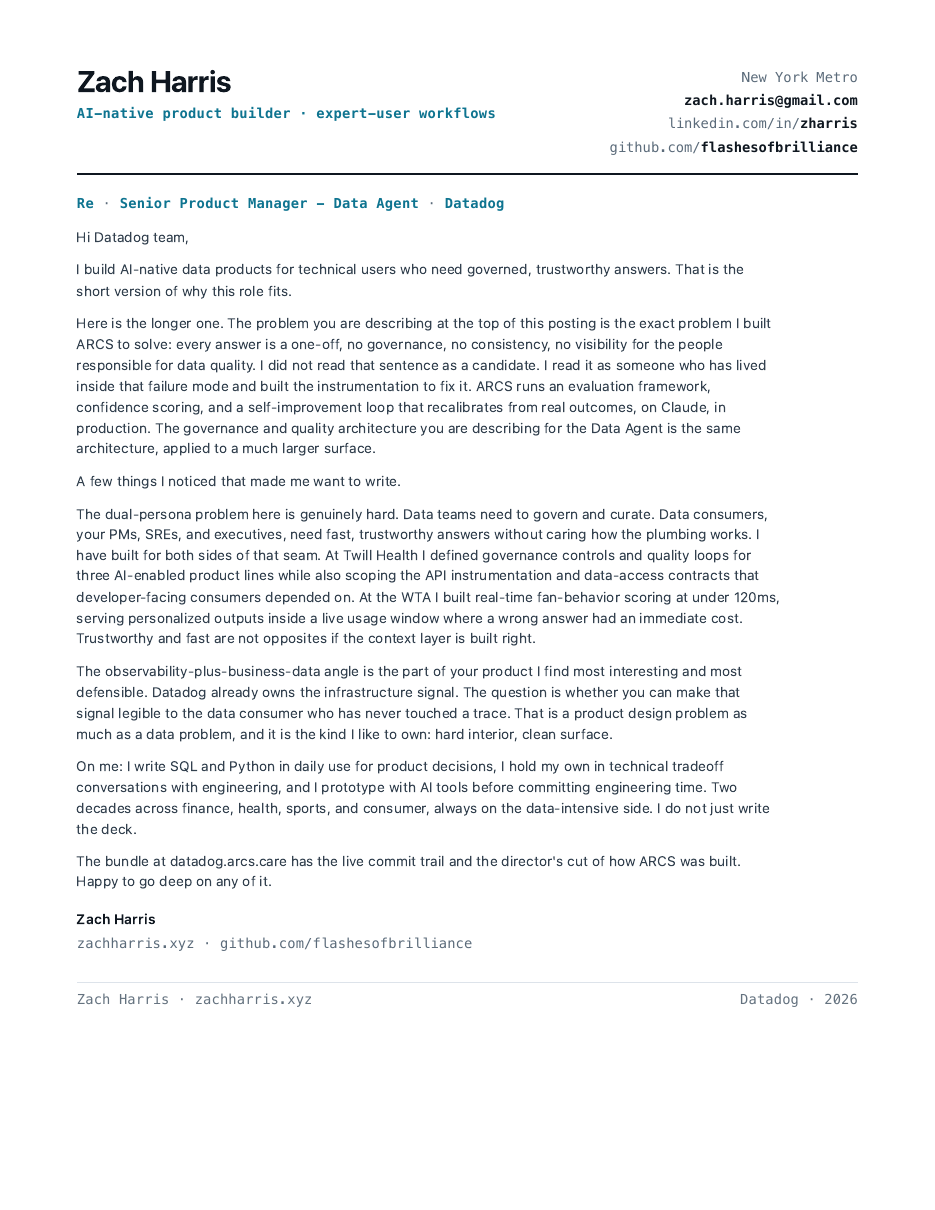 Zach Harris
AI-native product builder · expert-user workflows
New York Metro
zach.harris@gmail.com
linkedin.com/in/zharris
github.com/flashesofbrilliance
Re · Senior Product Manager – Data Agent · Datadog
Hi Datadog team,
I build AI-native data products for technical users who need governed, trustworthy answers. That is the
short version of why this role fits.
Here is the longer one. The problem you are describing at the top of this posting is the exact problem I built
ARCS to solve: every answer is a one-off, no governance, no consistency, no visibility for the people
responsible for data quality. I did not read that sentence as a candidate. I read it as someone who has lived
inside that failure mode and built the instrumentation to fix it. ARCS runs an evaluation framework,
confidence scoring, and a self-improvement loop that recalibrates from real outcomes, on Claude, in
production. The governance and quality architecture you are describing for the Data Agent is the same
architecture, applied to a much larger surface.
A few things I noticed that made me want to write.
The dual-persona problem here is genuinely hard. Data teams need to govern and curate. Data consumers,
your PMs, SREs, and executives, need fast, trustworthy answers without caring how the plumbing works. I
have built for both sides of that seam. At Twill Health I defined governance controls and quality loops for
three AI-enabled product lines while also scoping the API instrumentation and data-access contracts that
developer-facing consumers depended on. At the WTA I built real-time fan-behavior scoring at under 120ms,
serving personalized outputs inside a live usage window where a wrong answer had an immediate cost.
Trustworthy and fast are not opposites if the context layer is built right.
The observability-plus-business-data angle is the part of your product I find most interesting and most
defensible. Datadog already owns the infrastructure signal. The question is whether you can make that
signal legible to the data consumer who has never touched a trace. That is a product design problem as
much as a data problem, and it is the kind I like to own: hard interior, clean surface.
On me: I write SQL and Python in daily use for product decisions, I hold my own in technical tradeoff
conversations with engineering, and I prototype with AI tools before committing engineering time. Two
decades across finance, health, sports, and consumer, always on the data-intensive side. I do not just write
the deck.
The bundle at datadog.arcs.care has the live commit trail and the director's cut of how ARCS was built.
Happy to go deep on any of it.
Zach Harris
zachharris.xyz · github.com/flashesofbrilliance
Zach Harris · zachharris.xyz
Datadog · 2026